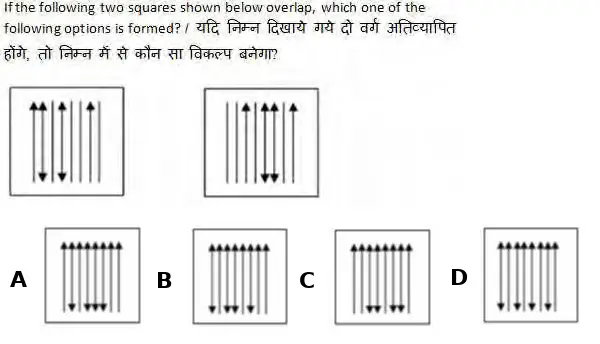 If the following two squares shown below overlap, which one of the
following options is formed? / यदि निम्न दिखाये गये दो वर्ग अतिव्यापित
होंगे, तो निम्न में से कौन सा विकल्प बनेगा?
A B C D